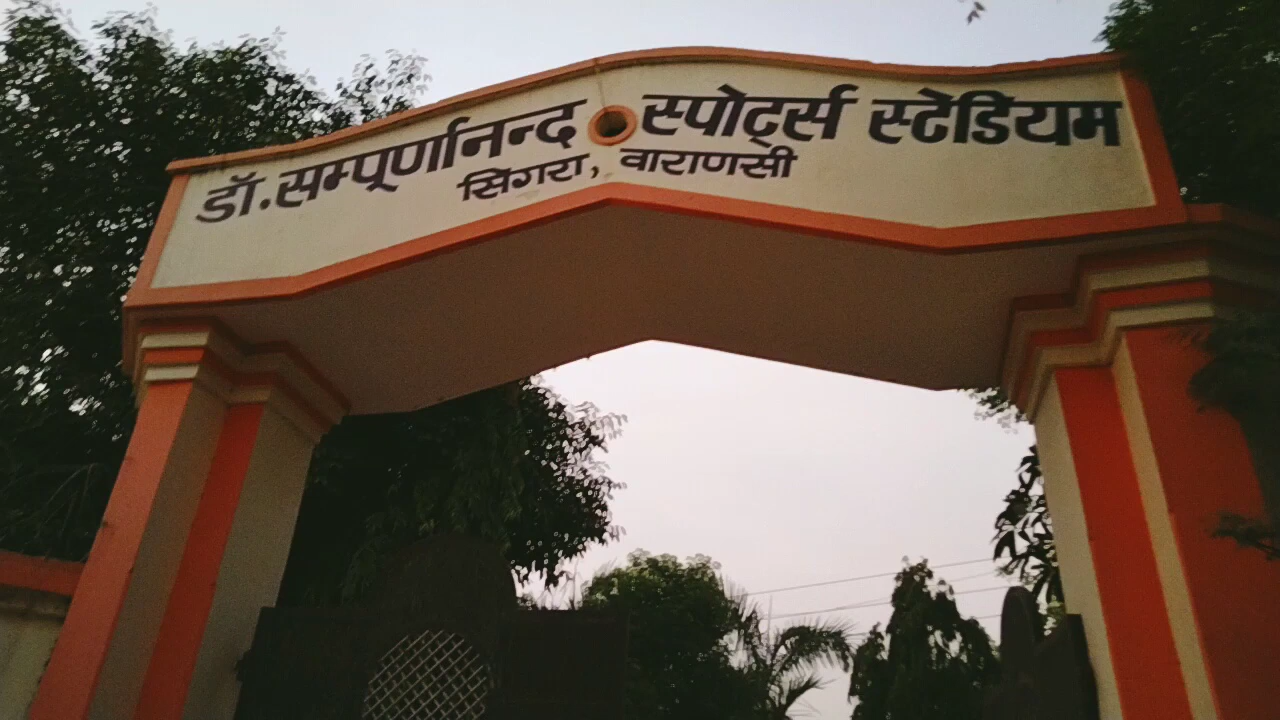 डॉ.सम्पूर्णानन्द स्पोर्ट्स स्टेडियम
सिगरा, वाराणसी